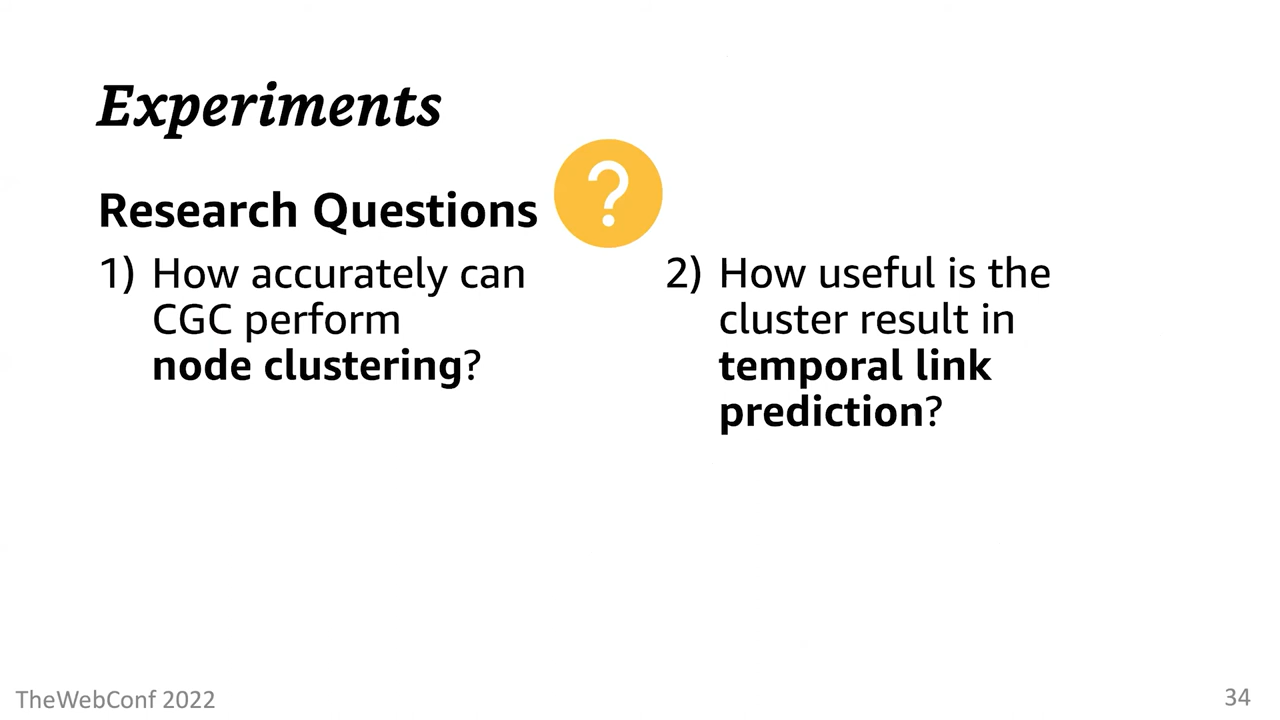 Experiments
Research Questions
?
1) How accurately can
CGC perform
node clustering?
2) How useful is the
cluster result in
temporal link
prediction?
TheWebConf 2022
34